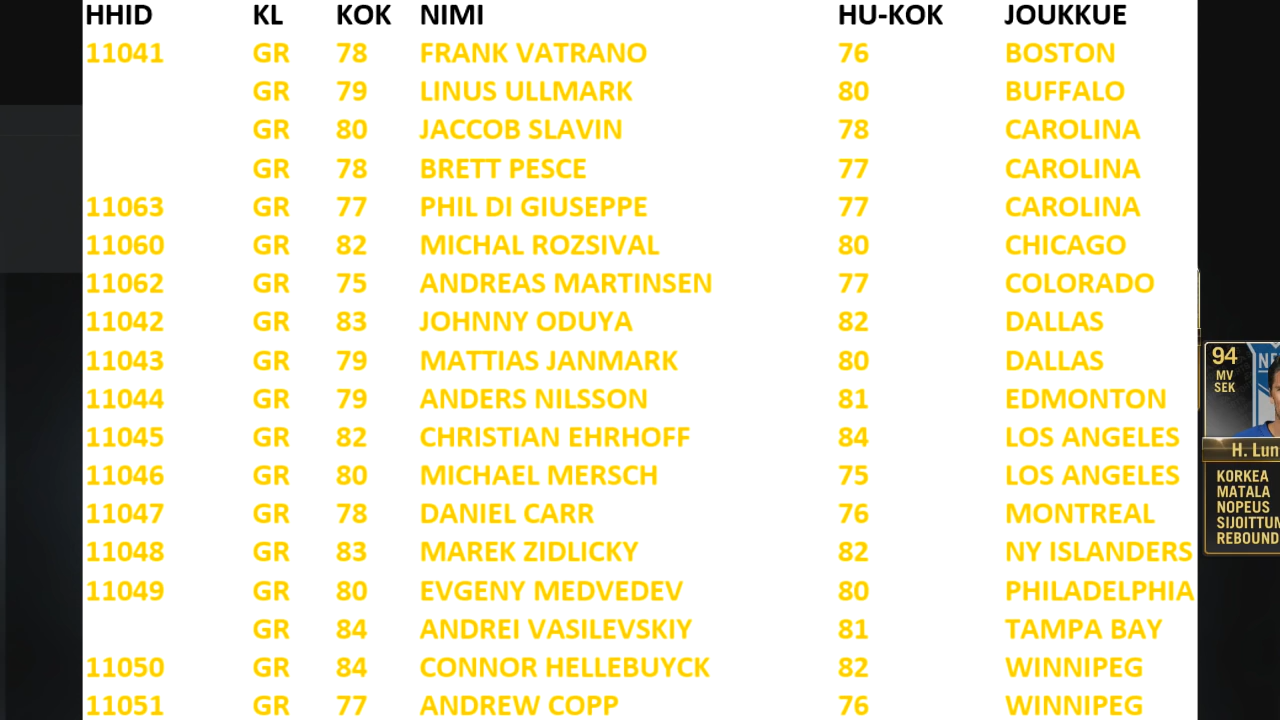 HHID KL KOK NIMI HU-KOK JOUKKUE
11041 GR 78 FRANK VATRANO 76 BOSTON
GR 79 LINUS ULLMARK 80 BUFFALO
GR 80 JACCOB SLAVIN 78 CAROLINA
GR 78 BRETT PESCE 77 CAROLINA
11063 GR 77 PHIL DI GIUSEPPE 77 CAROLINA
11060 GR 82 MICHAL ROZSIVAL 80 CHICAGO
11062 GR 75 ANDREAS MARTINSEN 77 COLORADO
11042 GR 83 JOHNNY ODUYA 82 DALLAS
11043 GR 79 MATTIAS JANMARK 80 DALLAS
11044 GR 79 ANDERS NILSSON 81 EDMONTON
11045 GR 82 CHRISTIAN EHRHOFF 84 LOS ANGELES
11046 GR 80 MICHAEL MERSCH 75 LOS ANGELES
11047 GR 78 DANIEL CARR 76 MONTREAL
11048 GR 83 MAREK ZIDLICKY 82 NY ISLANDERS
11049 GR 80 EVGENY MEDVEDEV 80 PHILADELPHIA
GR 84 ANDREI VASILEVSKIY 81 TAMPA BAY
11050 GR 84 CONNOR HELLEBUYCK 82 WINNIPEG
11051 GR 77 ANDREW COPP 76 WINNIPEG
94
MV
SEK
H. Lun
KORKEA
MATALA
NOPEUS
SIJOITTUM
REBOUND